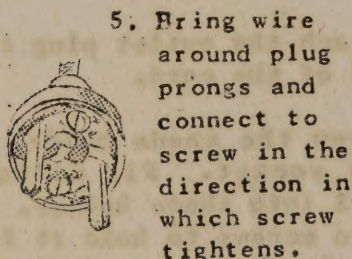 5. Bring wire
around plug
prongs and
connect to
screw in the
direction in
which screw
tightens.